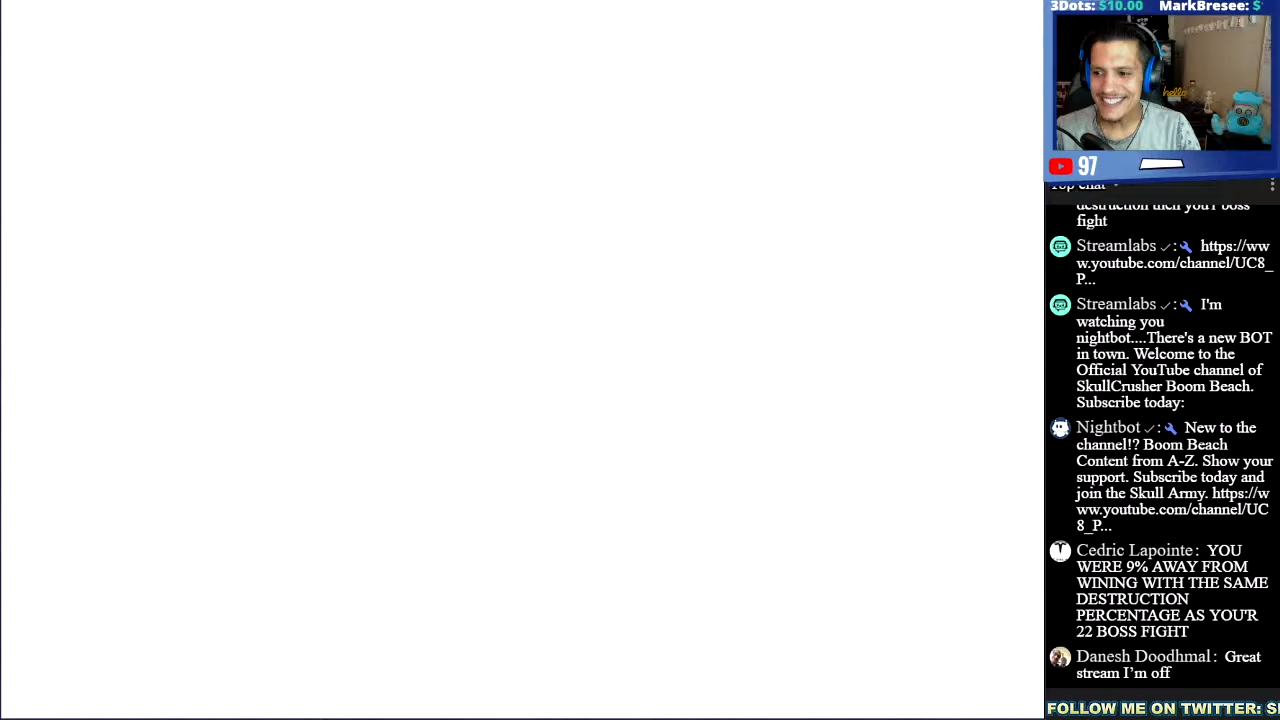 3Dots: $10.00 MarkBresee: $
hello
97
Top chat
destruction then you'r boss
fight
Streamlabs : https://ww
w.youtube.com/channel/UC8_
P...
Streamlabs : I'm
watching you
nightbot....There's a new BOT
in town. Welcome to the
Official YouTube channel of
SkullCrusher Boom Beach.
Subscribe today:
Nightbot : New to the
channel!? Boom Beach
Content from A-Z. Show your
support. Subscribe today and
join the Skull Army. https://w
ww.youtube.com/channel/UC
8_P...
Cedric Lapointe : YOU
WERE 9% AWAY FROM
WINING WITH THE SAME
DESTRUCTION
PERCENTAGE AS YOU'R
22 BOSS FIGHT
Danesh Doodhmal : Great
stream I’m off
FOLLOW ME ON TWITTER: S